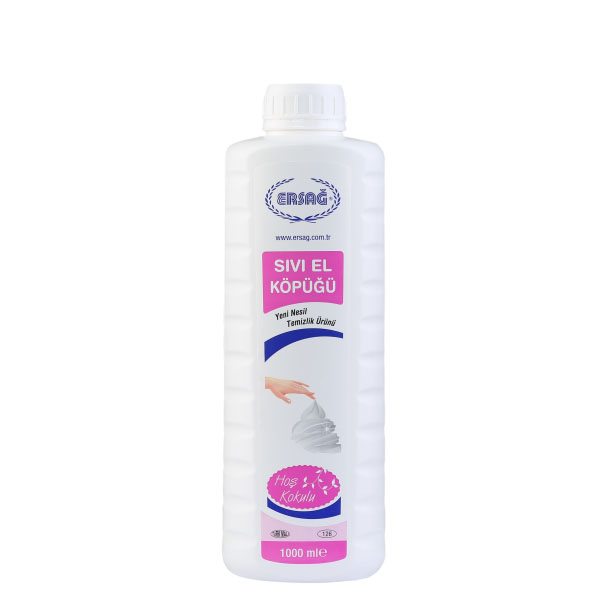 ERSAĞ®
www.ersag.com.tr
SIVI EL
KÖPÜĞÜ
Yeni Nesil
Temizlik Ürünü
Hoş
Kokulu
126
1000 ml℮